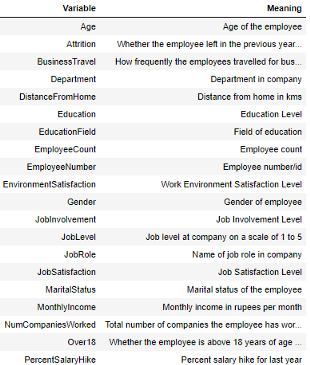 Variable Meaning
Age Age of the employee
Attrition Whether the employee left in the previous year...
BusinessTravel How frequently the employees travelled for bus...
Department Department in company
DistanceFromHome Distance from home in kms
Education Education Level
EducationField Field of education
EmployeeCount Employee count
EmployeeNumber Employee number/id
EnvironmentSatisfaction Work Environment Satisfaction Level
Gender Gender of employee
JobInvolvement Job Involvement Level
JobLevel Job level at company on a scale of 1 to 5
JobRole Name of job role in company
JobSatisfaction Job Satisfaction Level
MaritalStatus Marital status of the employee
MonthlyIncome Monthly income in rupees per month
NumCompaniesWorked Total number of companies the employee has wor...
Over18 Whether the employee is above 18 years of age ...
PercentSalaryHike Percent salary hike for last year